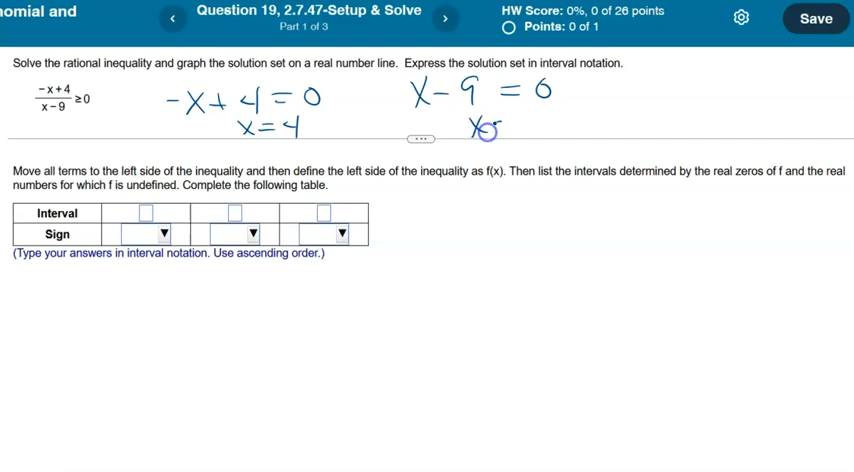 nomial and
Question 19, 2.7.47-Setup & Solve
Part 1 of 3
HW Score: 0%, 0 of 26 points
Points: 0 of 1
Save
Solve the rational inequality and graph the solution set on a real number line. Express the solution set in interval notation.
−x+4
x−9
≥0
-x+4=0
x=4
x-9=0
x
Move all terms to the left side of the inequality and then define the left side of the inequality as f(x). Then list the intervals determined by the real zeros of f and the real
numbers for which f is undefined. Complete the following table.
Interval
Sign
(Type your answers in interval notation. Use ascending order.)